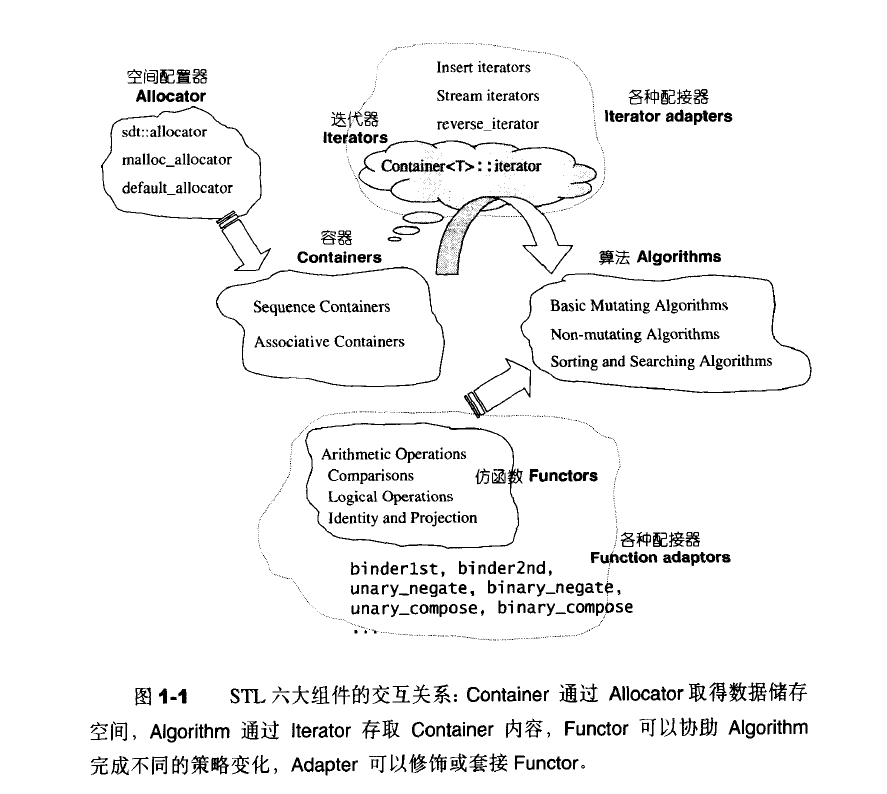 空间配置器
Allocator
sdt::allocator
malloc_allocator
default_allocator
迭代器
Iterators
Insert iterators
Stream iterators
reverse_iterator
Container<T>::iterator
各种配接器
Iterator adapters
容器
Containers
Sequence Containers
Associative Containers
算法 Algorithms
Basic Mutating Algorithms
Non-mutating Algorithms
Sorting and Searching Algorithms
Arithmetic Operations
Comparisons
Logical Operations
Identity and Projection
仿函数 Functors
各种配接器
Function adaptors
binder1st, binder2nd,
unary_negate, binary_negate,
unary_compose, binary_compose
...
图 1-1 STL 六大组件的交互关系：Container 通过 Allocator 取得数据储存
空间，Algorithm 通过 Iterator 存取 Container 内容，Functor 可以协助 Algorithm
完成不同的策略变化，Adapter 可以修饰或套接 Functor。